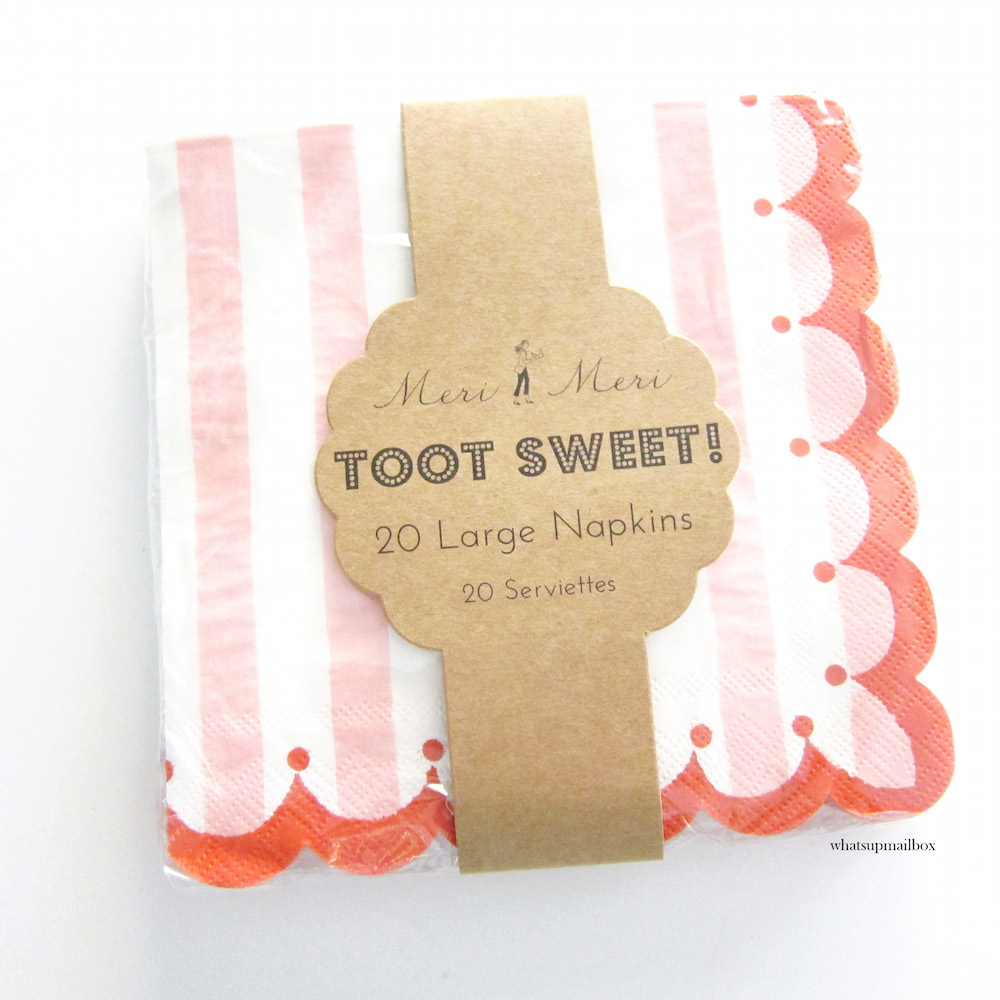 Meri Meri
TOOT SWEET!
20 Large Napkins
20 Serviettes
whatsupmailbox